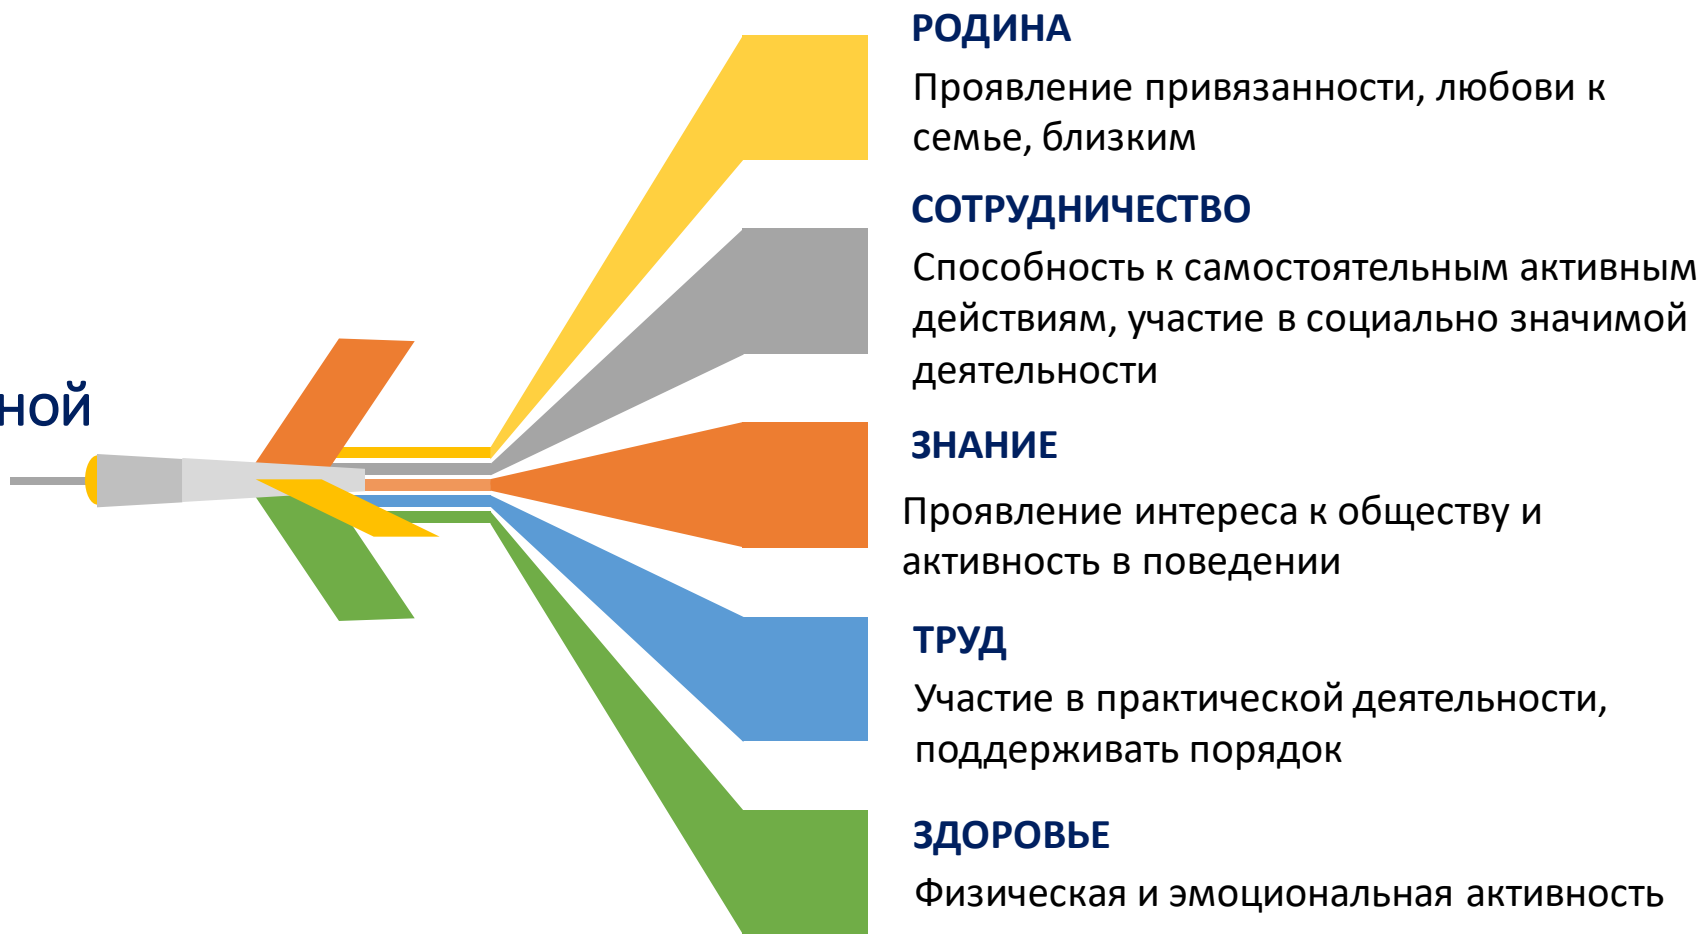 РОДИНА
Проявление привязанности, любови к
семье, близким
СОТРУДНИЧЕСТВО
Способность к самостоятельным активным
действиям, участие в социально значимой
деятельности
ной
ЗНАНИЕ
Проявление интереса к обществу и
активность в поведении
ТРУД
Участие в практической деятельности,
поддерживать порядок
ЗДОРОВЬЕ
Физическая и эмоциональная активность